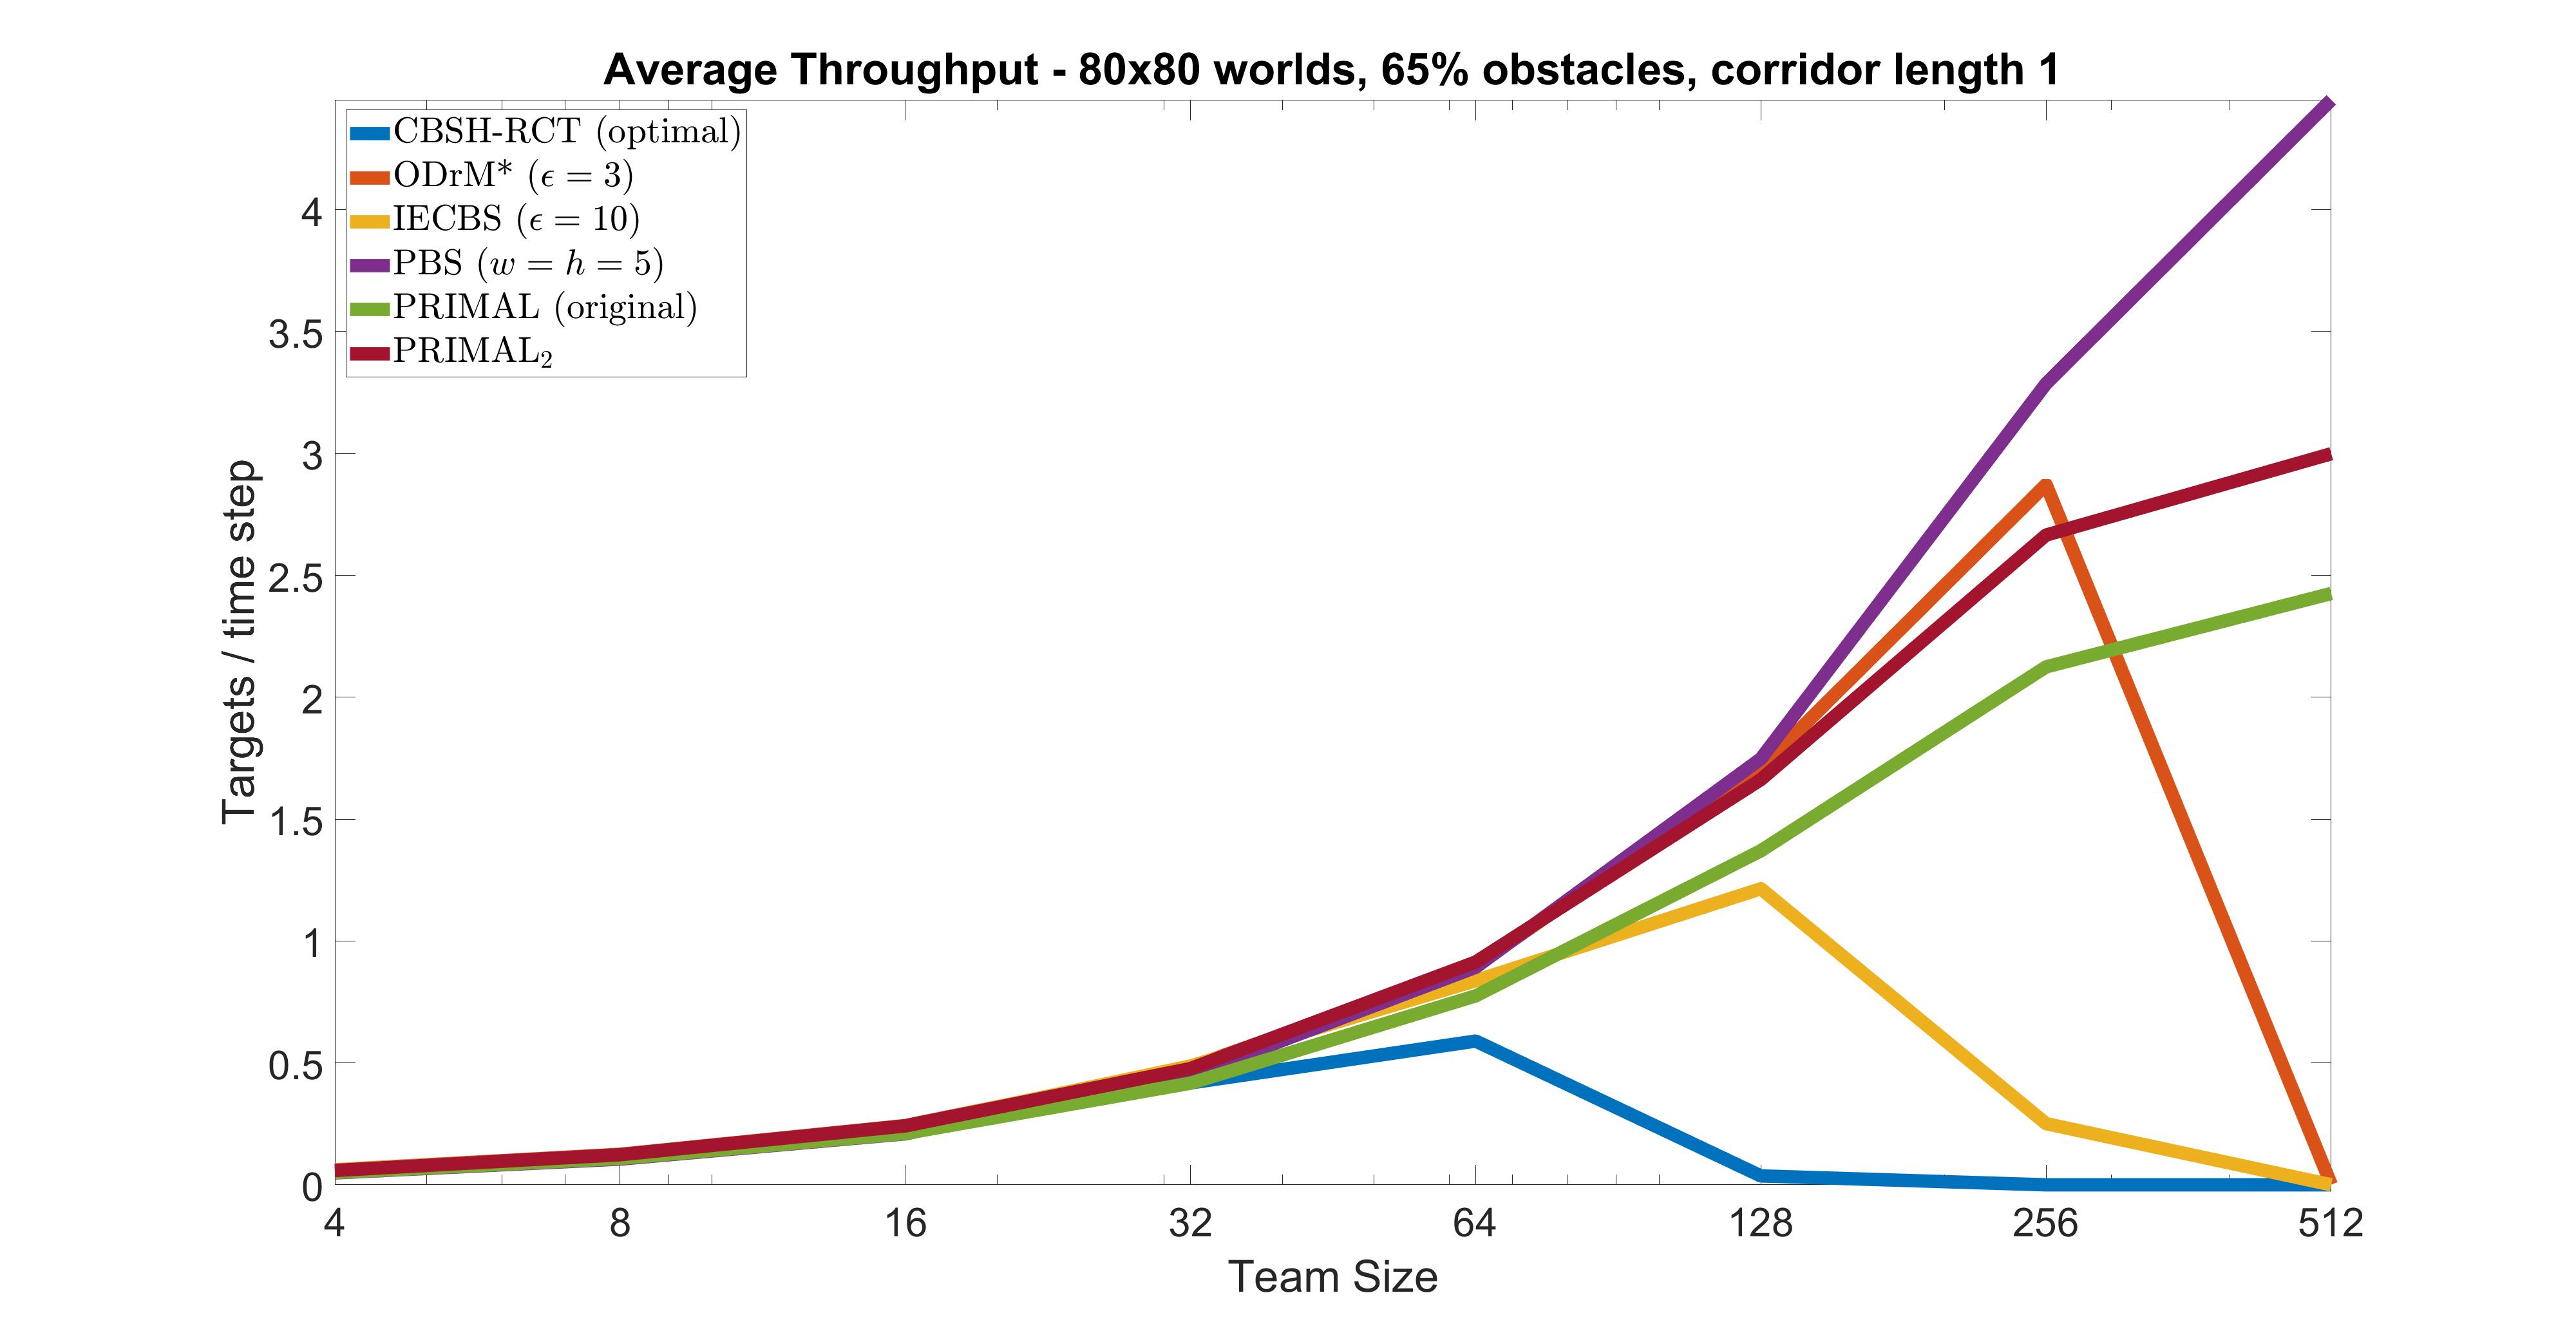 Average Throughput - 80x80 worlds, 65% obstacles, corridor length 1
CBSH-RCT (optimal)
ODrM* (ϵ = 3)
IECBS (ϵ = 10)
PBS (w = h = 5)
PRIMAL (original)
PRIMAL₂
Targets / time step
4
3.5
3
2.5
2
1.5
1
0.5
0
4 8 16 32 64 128 256 512
Team Size